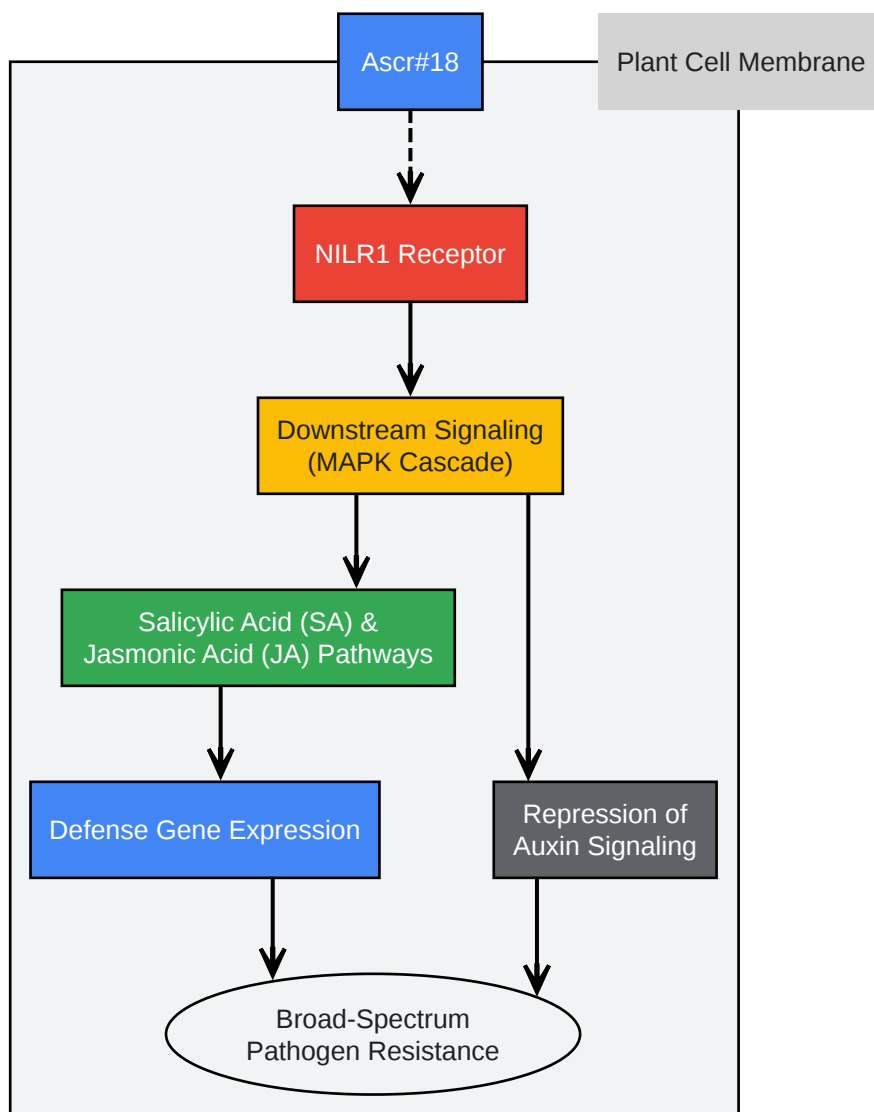 Ascr#18
Plant Cell Membrane
NILR1 Receptor
Downstream Signaling
(MAPK Cascade)
Salicylic Acid (SA) &
Jasmonic Acid (JA) Pathways
Defense Gene Expression
Repression of
Auxin Signaling
Broad-Spectrum
Pathogen Resistance